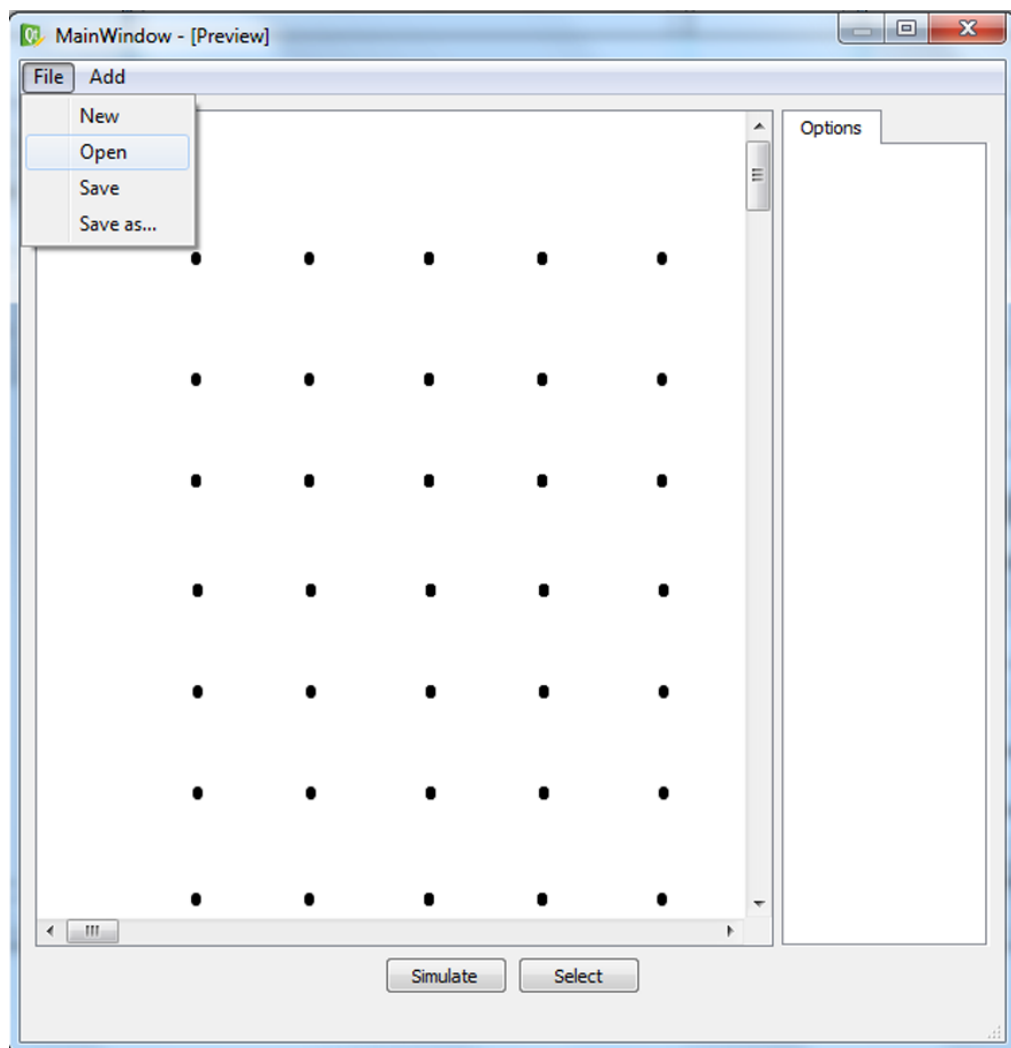 MainWindow - [Preview]
File Add
New
Open
Save
Save as...
Options
Simulate Select